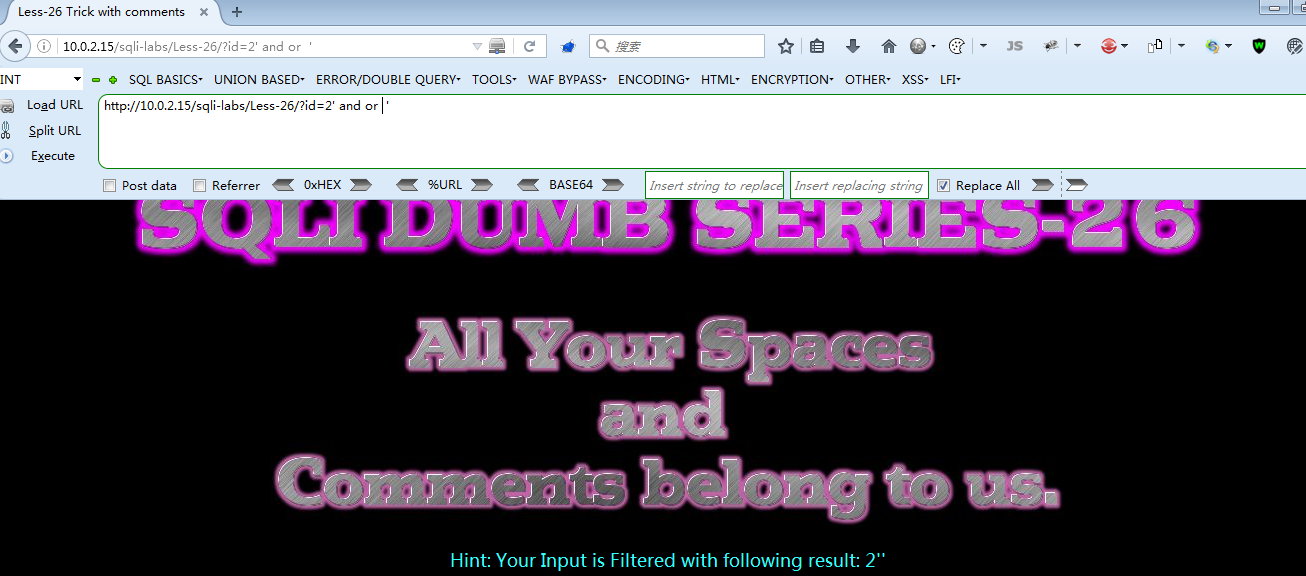 Less-26 Trick with comments
10.0.2.15/sqli-labs/Less-26/?id=2' and or  '
搜索
JS
INT
SQL BASICS
UNION BASED
ERROR/DOUBLE QUERY
TOOLS
WAF BYPASS
ENCODING
HTML
ENCRYPTION
OTHER
XSS
LFI
Load URL
http://10.0.2.15/sqli-labs/Less-26/?id=2' and or  '
Split URL
Execute
Post data
Referrer
0xHEX
%URL
BASE64
Insert string to replace
Insert replacing string
Replace All
SQLI DUMB SERIES-26
All Your Spaces
and
Comments belong to us.
Hint: Your Input is Filtered with following result: 2''